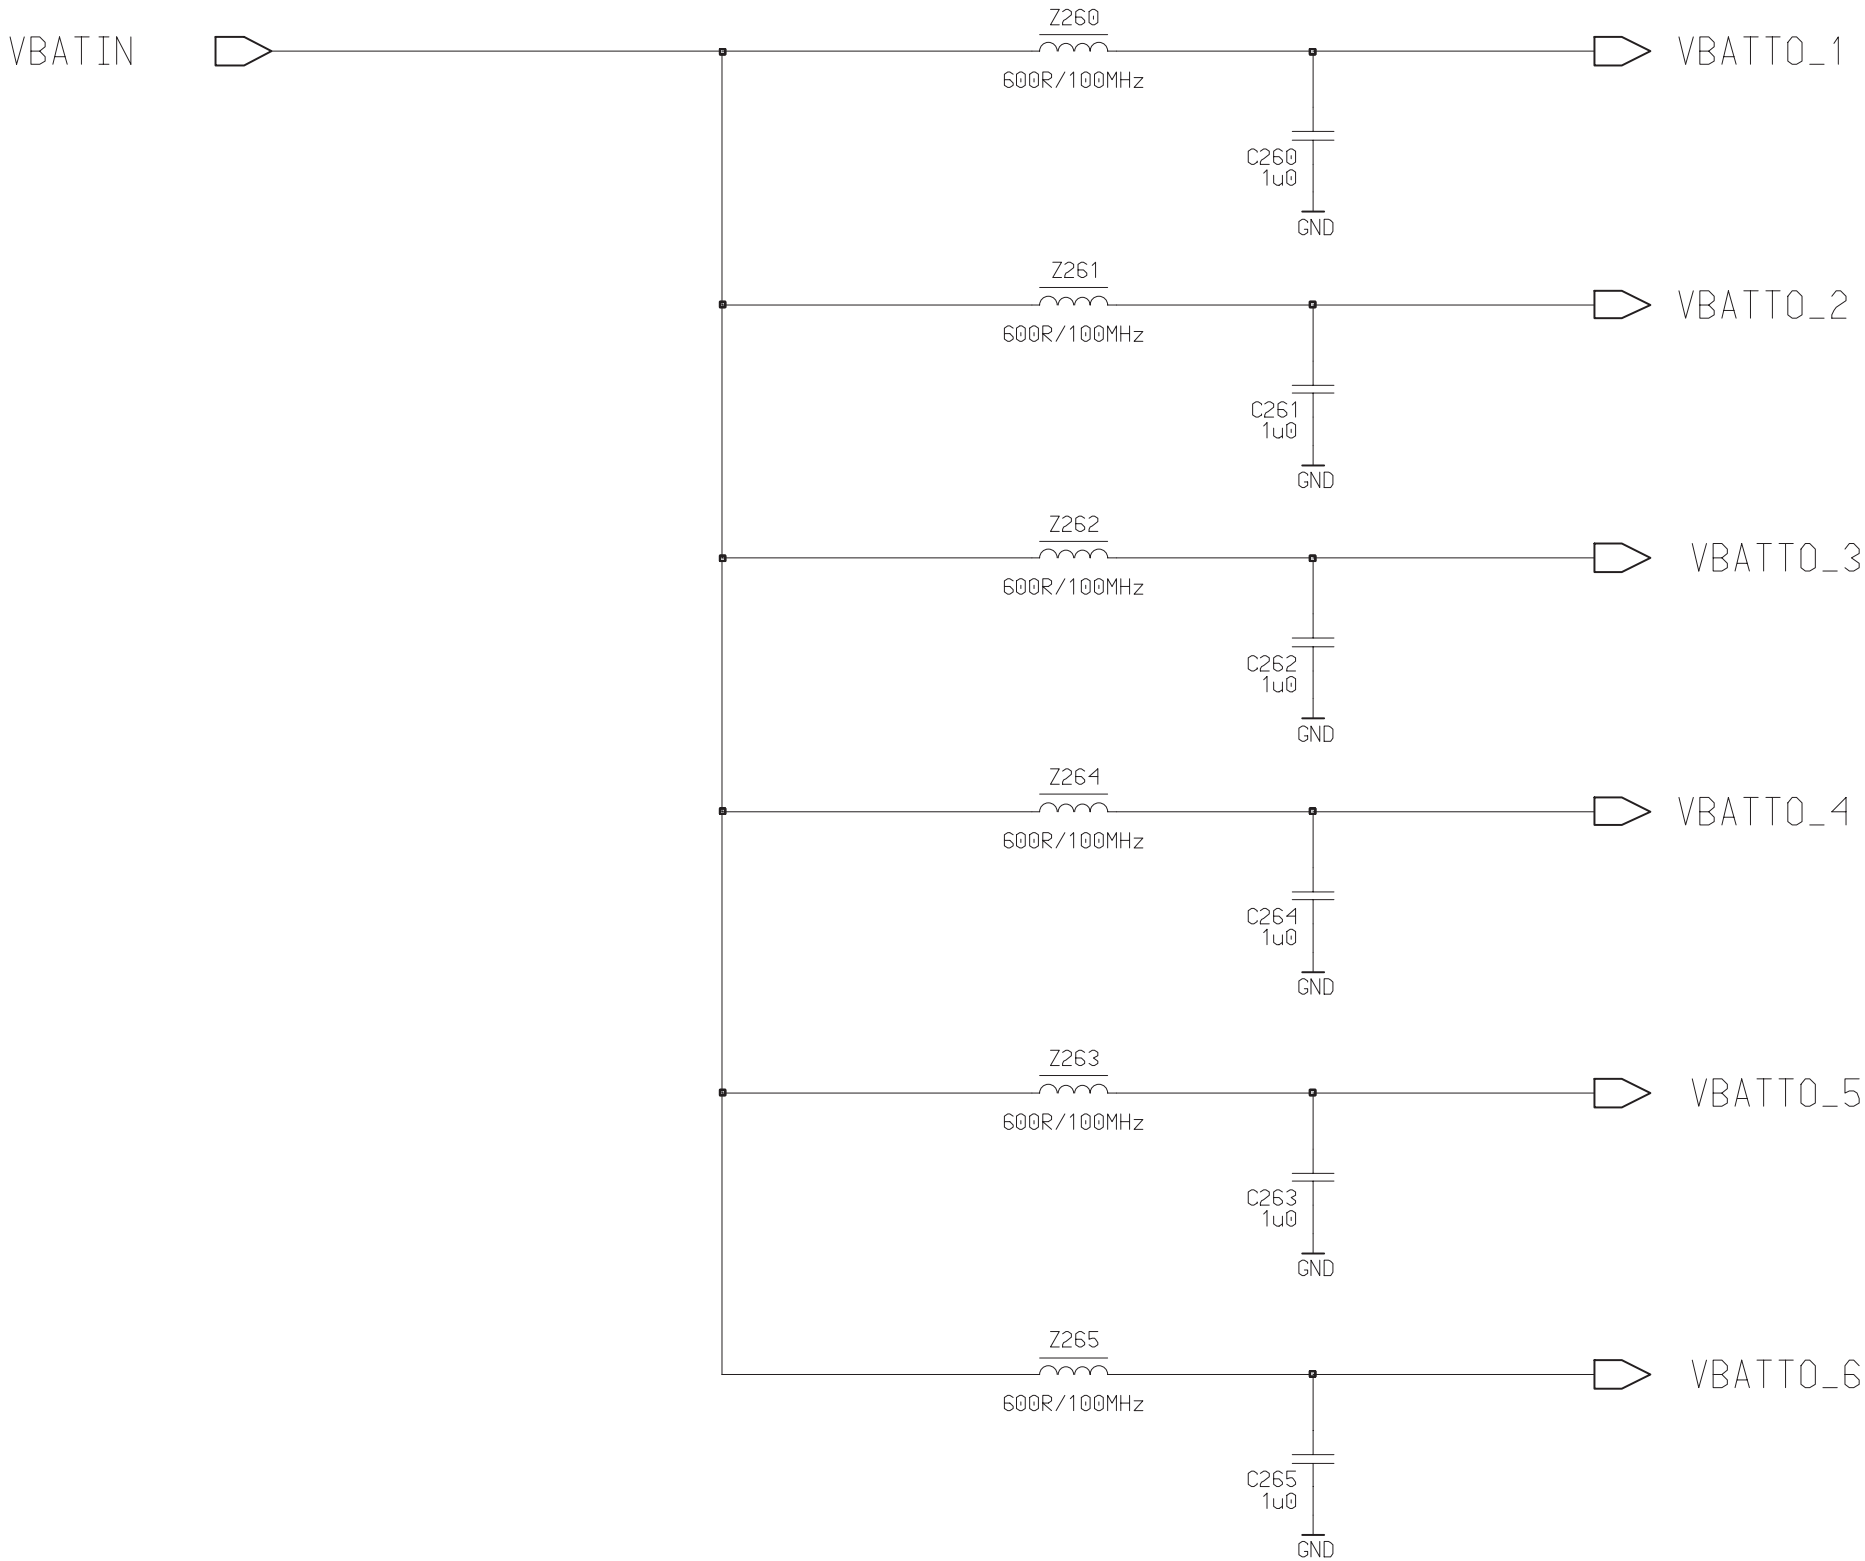 Z260
VBATIN
VBATTO_1
600R/100MHz
C260
1u0
GND
Z261
VBATTO_2
600R/100MHz
C261
1u0
GND
Z262
VBATTO_3
600R/100MHz
C262
1u0
GND
Z264
VBATTO_4
600R/100MHz
C264
1u0
GND
Z263
VBATTO_5
600R/100MHz
C263
1u0
GND
Z265
VBATTO_6
600R/100MHz
C265
1u0
GND